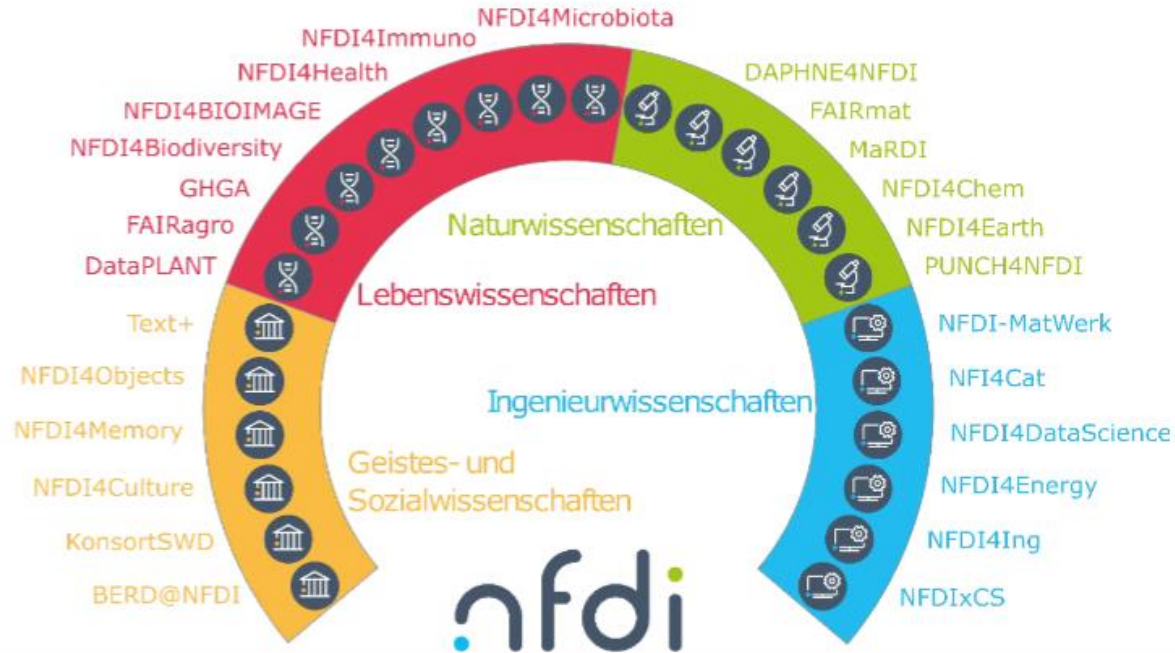 NFDI4Microbiota
NFDI4Immuno
NFDI4Health
NFDI4BIOIMAGE
NFDI4Biodiversity
GHGA
FAIRagro
DataPLANT
Text+
NFDI4Objects
NFDI4Memory
NFDI4Culture
KonsortSWD
BERD@NFDI
DAPHNE4NFDI
FAIRmat
MaRDI
NFDI4Chem
NFDI4Earth
PUNCH4NFDI
NFDI-MatWerk
NFI4Cat
NFDI4DataScience
NFDI4Energy
NFDI4Ing
NFDIxCS
Naturwissenschaften
Lebenswissenschaften
Ingenieurwissenschaften
Geistes- und
Sozialwissenschaften
nfdi